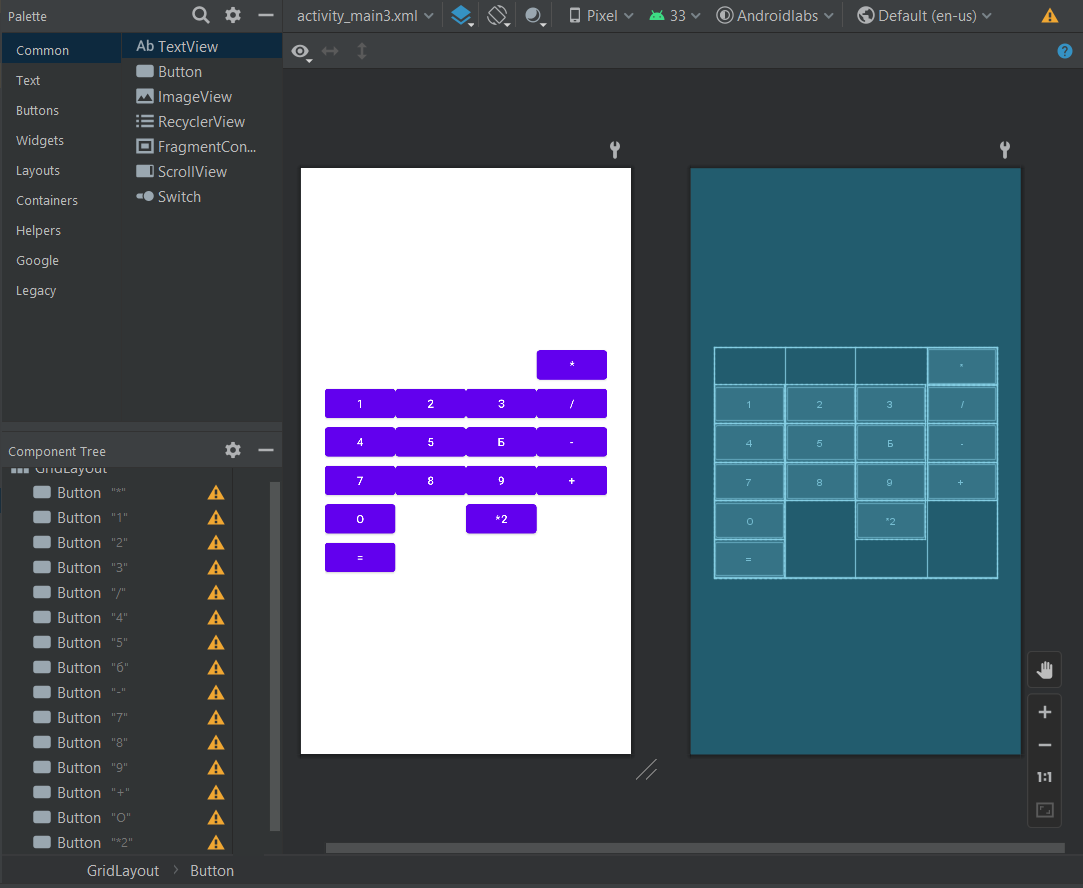 Palette
activity_main3.xml
Pixel
33
Androidlabs
Default (en-us)
Common
Text
Buttons
Widgets
Layouts
Containers
Helpers
Google
Legacy
Ab TextView
Button
ImageView
RecyclerView
FragmentCon...
ScrollView
Switch
?
*
1 2 3 /
4 5 Б -
7 8 9 +
O *2
=
*
1 2 3 /
4 5 Б -
7 8 9 +
O *2
=
Component Tree
GridLayout
Button "*"
Button "1"
Button "2"
Button "3"
Button "/"
Button "4"
Button "5"
Button "6"
Button "-"
Button "7"
Button "8"
Button "9"
Button "+"
Button "O"
Button "*2"
1:1
GridLayout > Button